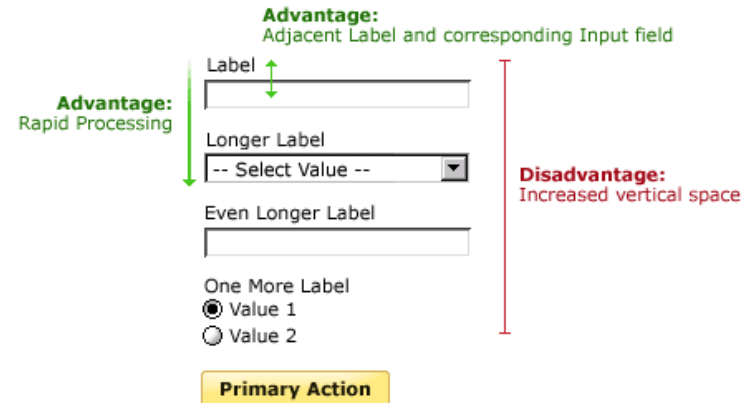 Advantage:
Adjacent Label and corresponding Input field
Label
Advantage:
Rapid Processing
Longer Label
-- Select Value --
Disadvantage:
Increased vertical space
Even Longer Label
One More Label
Value 1
Value 2
Primary Action